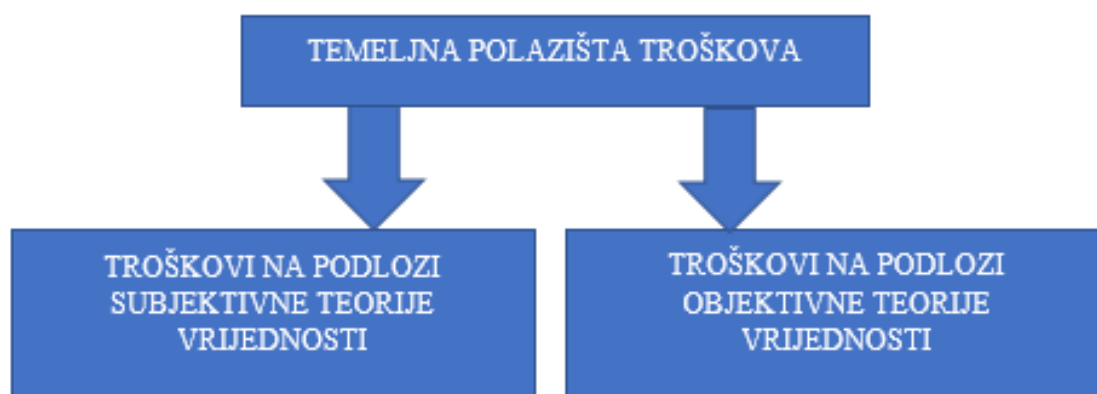 TEMELJNA POLAZIŠTA TROŠKOVA
TROŠKOVI NA PODLOZI
SUBJEKTIVNE TEORIJE
VRIJEDNOSTI
TROŠKOVI NA PODLOZI
OBJEKTIVNE TEORIJE
VRIJEDNOSTI